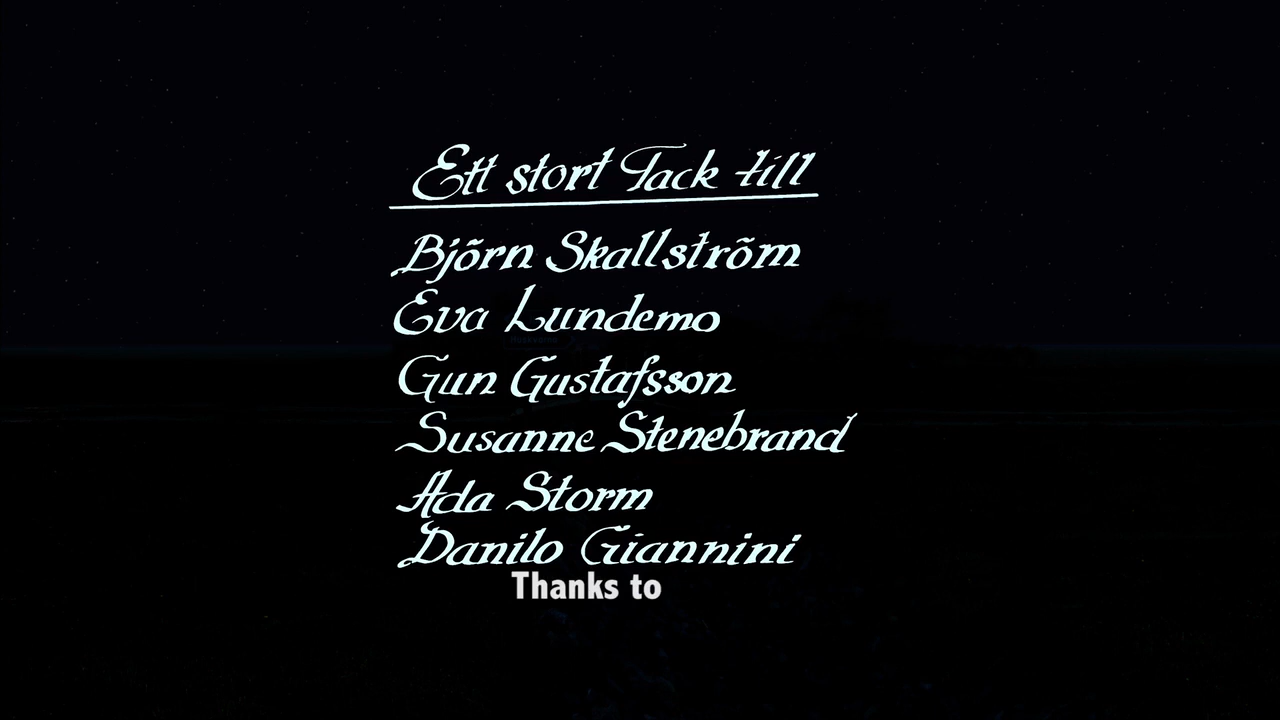 Ett stort Tack till
Björn Skallström
Eva Lundemo
Gun Gustafsson
Susanne Stenebrand
Ada Storm
Danilo Giannini
Thanks to